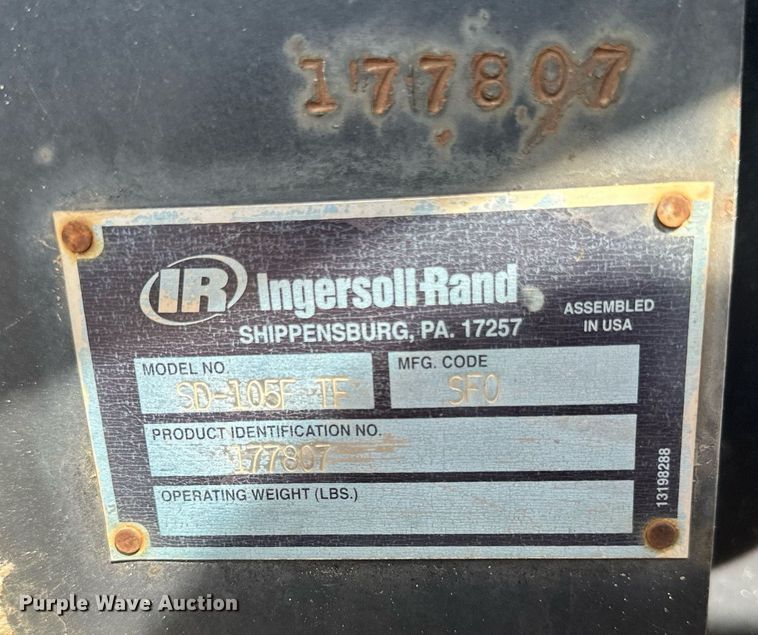 177807
IR Ingersoll-Rand
SHIPPENSBURG, PA. 17257
ASSEMBLED
IN USA
MODEL NO.
SD-105F TF
MFG. CODE
SF0
PRODUCT IDENTIFICATION NO.
177807
OPERATING WEIGHT (LBS.)
13198288
Purple Wave Auction